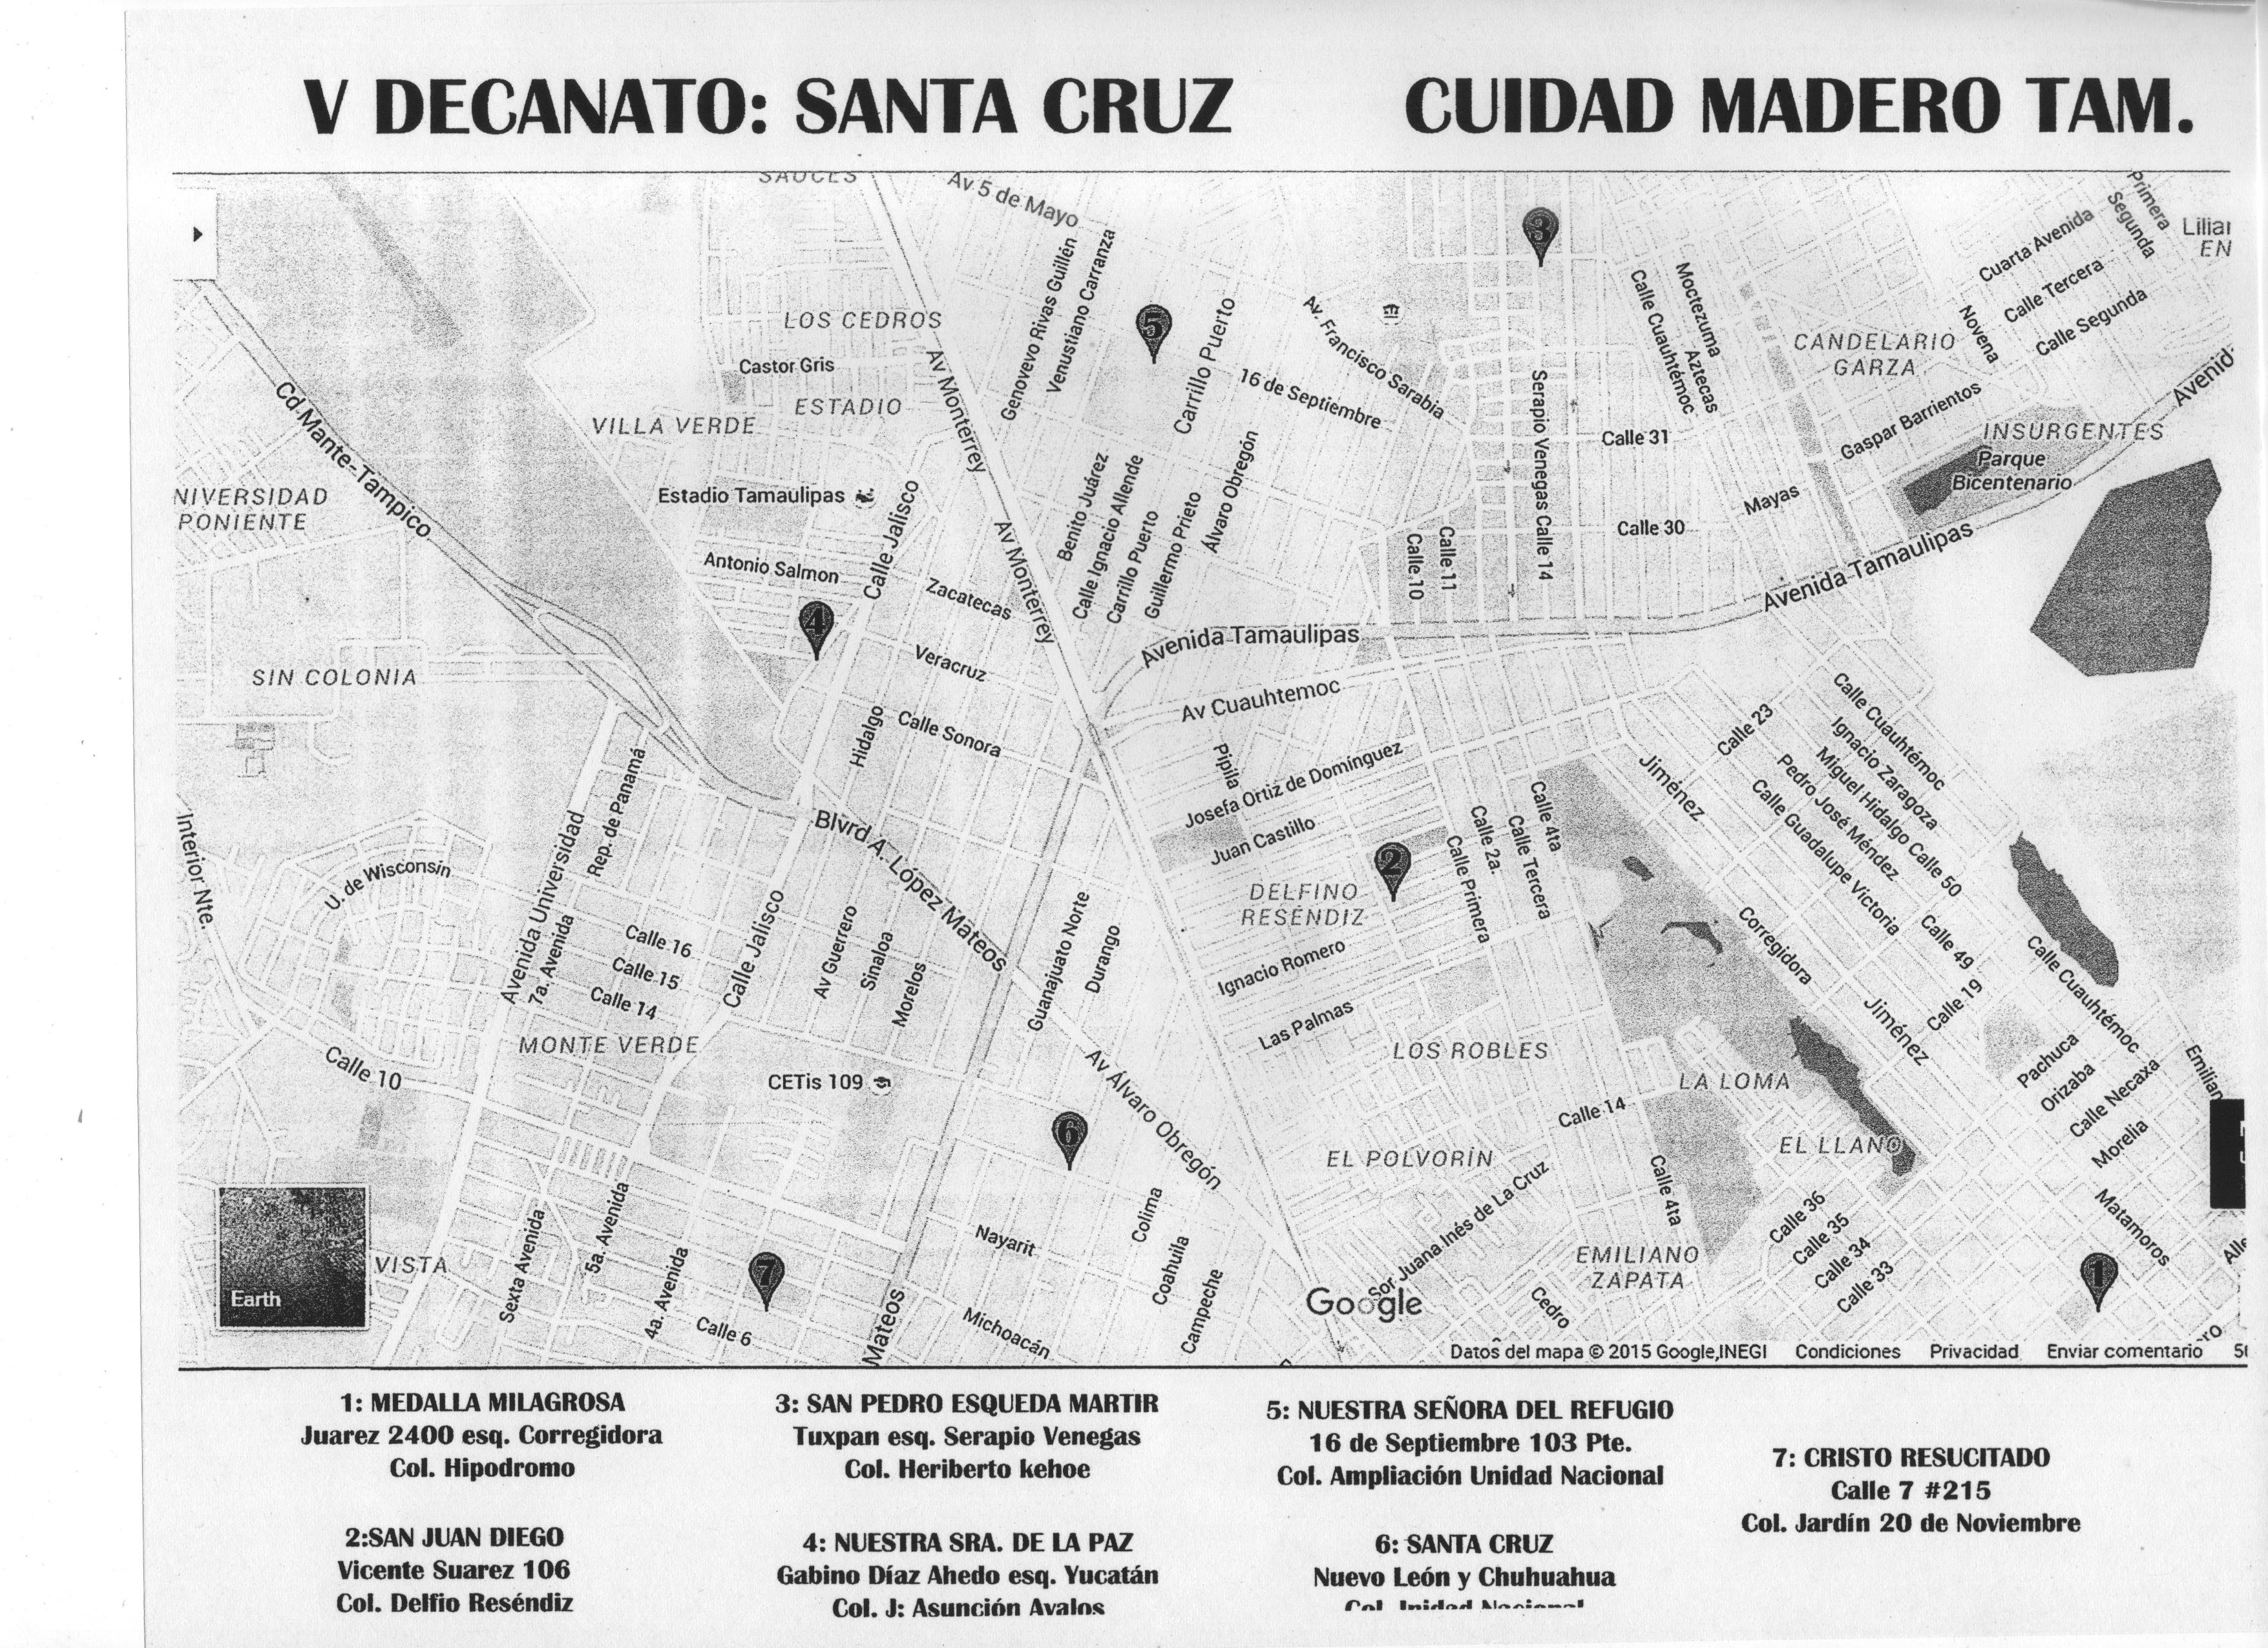 V DECANATO: SANTA CRUZ
CUIDAD MADERO TAM.
SAUCES
Av 5 de Mayo
Genovevo Rivas Guillén
Venustiano Carranza
Carrillo Puerto
Av. Francisco Sarabia
16 de Septiembre
3
5
Moctezuma
Aztecas
Calle Cuauhtémoc
Serapio Venegas Calle 14
Calle 31
Calle 30
Mayas
CANDELARIO
GARZA
Cuarta Avenida
Primera
Segunda
Calle Tercera
Calle Segunda
Novena
Gaspar Barrientos
Avenid
INSURGENTES
Parque
Bicentenario
Avenida Tamaulipas
LOS CEDROS
Castor Gris
ESTADIO
VILLA VERDE
Av Monterrey
Estadio Tamaulipas
Cd Mante-Tampico
NIVERSIDAD
PONIENTE
SIN COLONIA
Antonio Salmon
Calle Jalisco
Zacatecas
Av Monterrey
Benito Juárez
Calle Ignacio Allende
Carrillo Puerto
Guillermo Prieto
Álvaro Obregón
Calle 10
Calle 11
4
Veracruz
Avenida Tamaulipas
Av Cuauhtemoc
Hidalgo
Calle Sonora
Pipila
Josefa Ortiz de Domínguez
Juan Castillo
2
DELFINO
RESÉNDIZ
Calle Primera
Calle 2a.
Calle Tercera
Calle 4ta
Ignacio Romero
Las Palmas
LOS ROBLES
Calle 23
Jiménez
Calle Cuauhtémoc
Ignacio Zaragoza
Miguel Hidalgo Calle 50
Pedro José Méndez
Calle Guadalupe Victoria
Calle 49
Corregidora
Calle 19
Jiménez
Calle Cuauhtémoc
Interior Nte.
U. de Wisconsin
Avenida Universidad
Rep. de Panamá
7a. Avenida
Calle 16
Calle 15
Calle 14
MONTE VERDE
Calle 10
Calle Jalisco
Blvrd A. López Mateos
Av Guerrero
Sinaloa
Morelos
Guanajuato Norte
Durango
CETis 109
Av Álvaro Obregón
6
LA LOMA
Calle 14
EL POLVORÍN
EL LLANO
Pachuca
Orizaba
Calle Necaxa
Morelia
Emilian
Matamoros
Sor Juana Inés de La Cruz
Calle 4ta
EMILIANO
ZAPATA
Calle 36
Calle 35
Calle 34
Calle 33
Cedro
1
VISTA
Earth
Sexta Avenida
5a. Avenida
4a. Avenida
Calle 6
7
Mateos
Nayarit
Michoacán
Colima
Coahuila
Campeche
Google
Datos del mapa © 2015 Google,INEGI Condiciones Privacidad Enviar comentario
1: MEDALLA MILAGROSA
Juarez 2400 esq. Corregidora
Col. Hipodromo
2:SAN JUAN DIEGO
Vicente Suarez 106
Col. Delfio Reséndiz
3: SAN PEDRO ESQUEDA MARTIR
Tuxpan esq. Serapio Venegas
Col. Heriberto kehoe
4: NUESTRA SRA. DE LA PAZ
Gabino Díaz Ahedo esq. Yucatán
Col. J: Asunción Avalos
5: NUESTRA SEÑORA DEL REFUGIO
16 de Septiembre 103 Pte.
Col. Ampliación Unidad Nacional
6: SANTA CRUZ
Nuevo León y Chuhuahua
7: CRISTO RESUCITADO
Calle 7 #215
Col. Jardín 20 de Noviembre